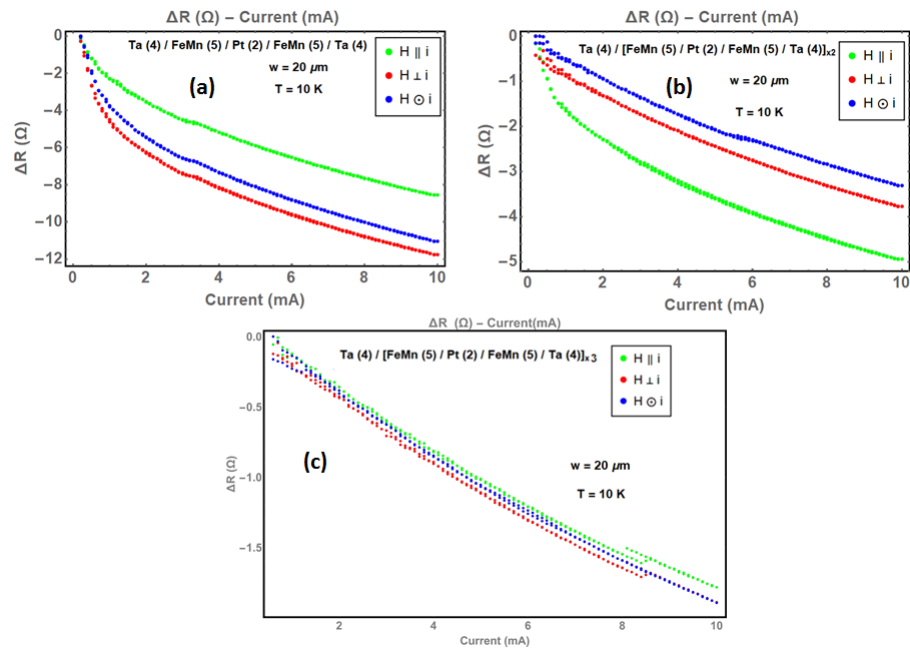 ΔR (Ω) – Current (mA)
0
−2
−4
−6
−8
−10
−12
ΔR (Ω)
Ta (4) / FeMn (5) / Pt (2) / FeMn (5) / Ta (4)
(a)
w = 20 μm
T = 10 K
H ∥ i
H ⊥ i
H ⊙ i
0 2 4 6 8 10
Current (mA)
ΔR (Ω) – Current (mA)
0
−1
−2
−3
−4
−5
ΔR (Ω)
Ta (4) / [FeMn (5) / Pt (2) / FeMn (5) / Ta (4)]x2
(b)
w = 20 μm
T = 10 K
H ∥ i
H ⊥ i
H ⊙ i
0 2 4 6 8 10
Current (mA)
ΔR (Ω) – Current(mA)
0.0
−0.5
−1.0
−1.5
ΔR (Ω)
Ta (4) / [FeMn (5) / Pt (2) / FeMn (5) / Ta (4)]x3
(c)
w = 20 μm
T = 10 K
H ∥ i
H ⊥ i
H ⊙ i
2 4 6 8 10
Current (mA)